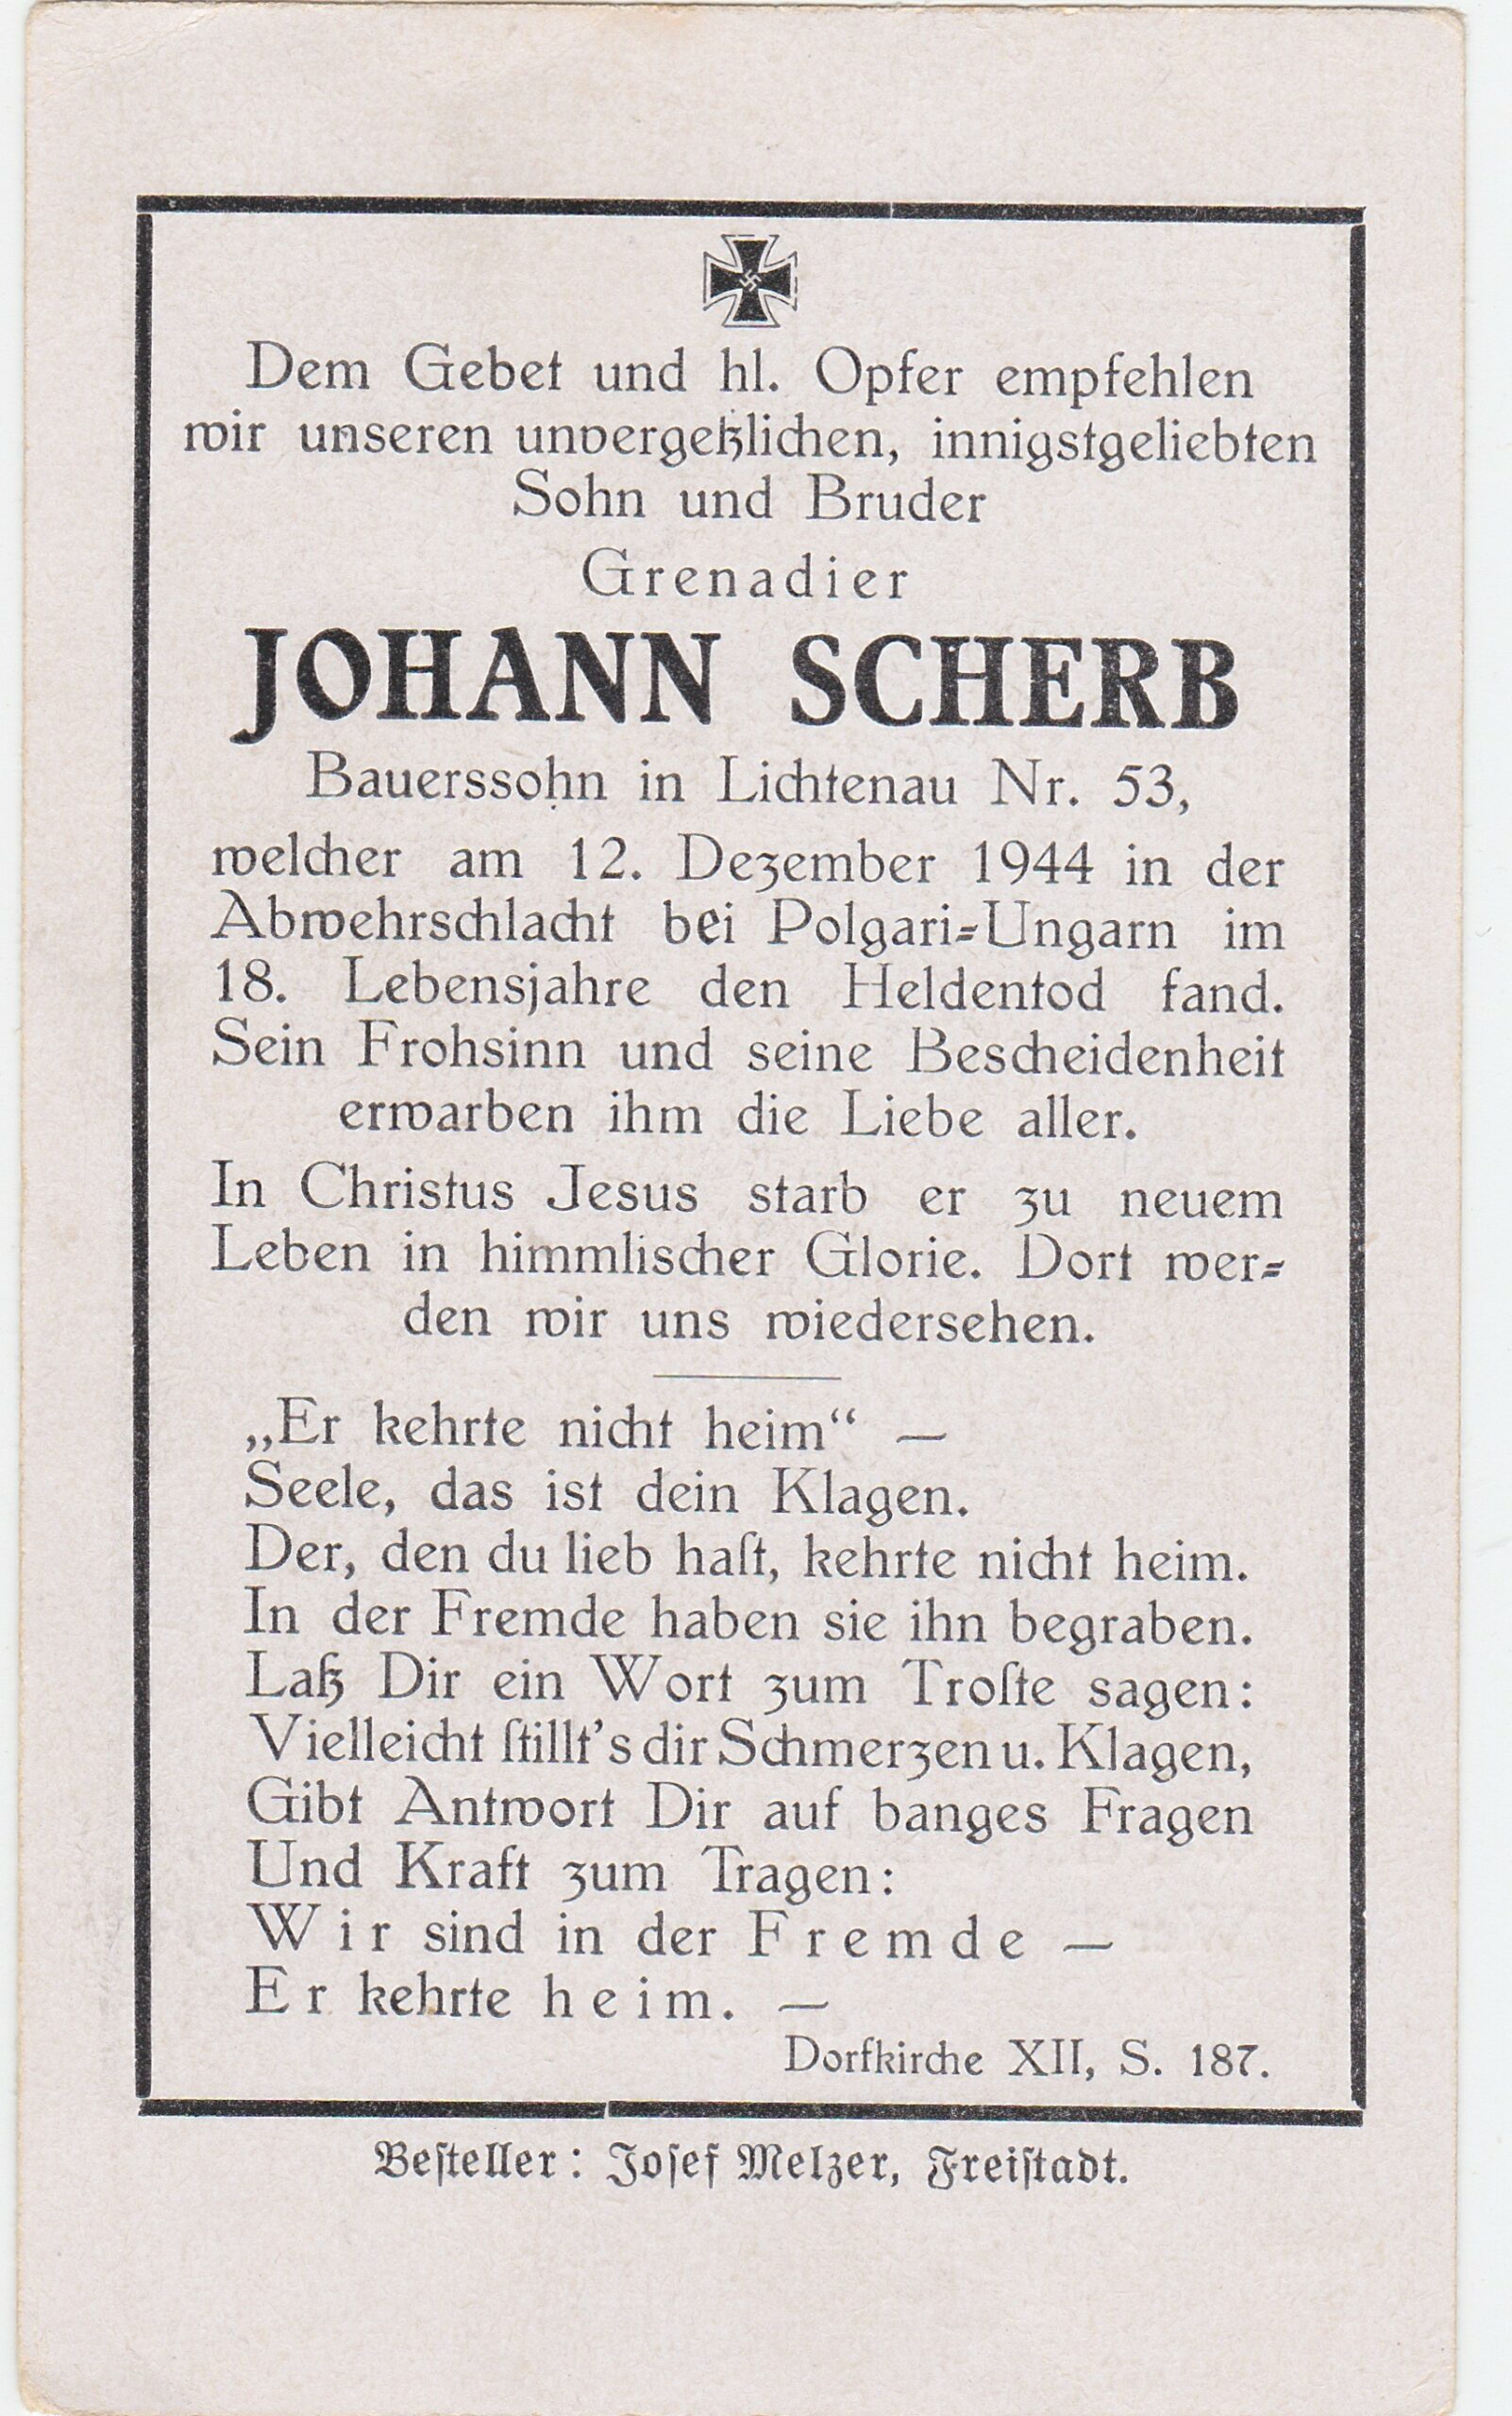 Dem Gebet und hl. Opfer empfehlen
wir unseren unvergeßlichen, innigstgeliebten
Sohn und Bruder
Grenadier
JOHANN SCHERB
Bauerssohn in Lichtenau Nr. 53,
welcher am 12. Dezember 1944 in der
Abwehrschlacht bei Polgari=Ungarn im
18. Lebensjahre den Heldentod fand.
Sein Frohsinn und seine Bescheidenheit
erwarben ihm die Liebe aller.
In Christus Jesus starb er zu neuem
Leben in himmlischer Glorie. Dort wer=
den wir uns wiedersehen.
„Er kehrte nicht heim“ —
Seele, das ist dein Klagen.
Der, den du lieb haſt, kehrte nicht heim.
In der Fremde haben sie ihn begraben.
Laß Dir ein Wort zum Troſte sagen:
Vielleicht ſtillt's dir Schmerzen u. Klagen,
Gibt Antwort Dir auf banges Fragen
Und Kraft zum Tragen:
Wir sind in der Fremde —
Er kehrte heim. —
Dorfkirche XII, S. 187.
Beſteller: Joſef Melzer, Freiſtadt.